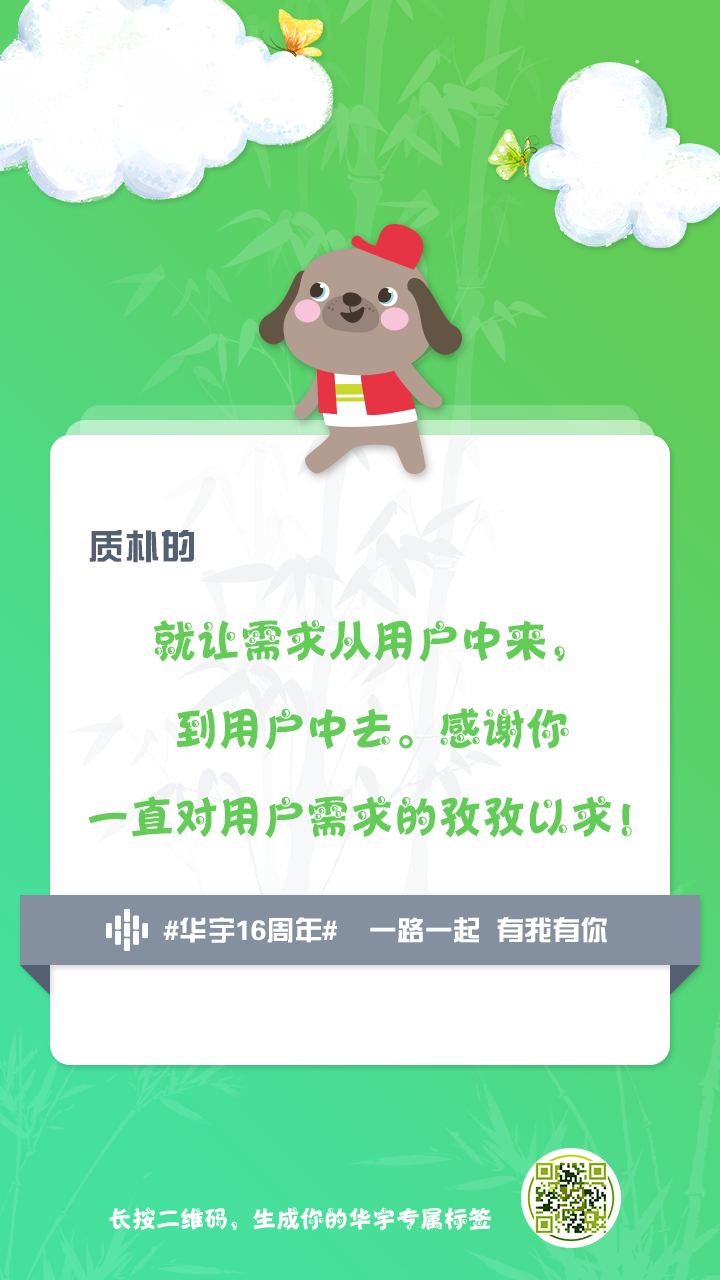 质朴的
就让需求从用户中来，
到用户中去。感谢你
一直对用户需求的孜孜以求！
#华宇16周年# 一路一起 有我有你
长按二维码，生成你的华宇专属标签